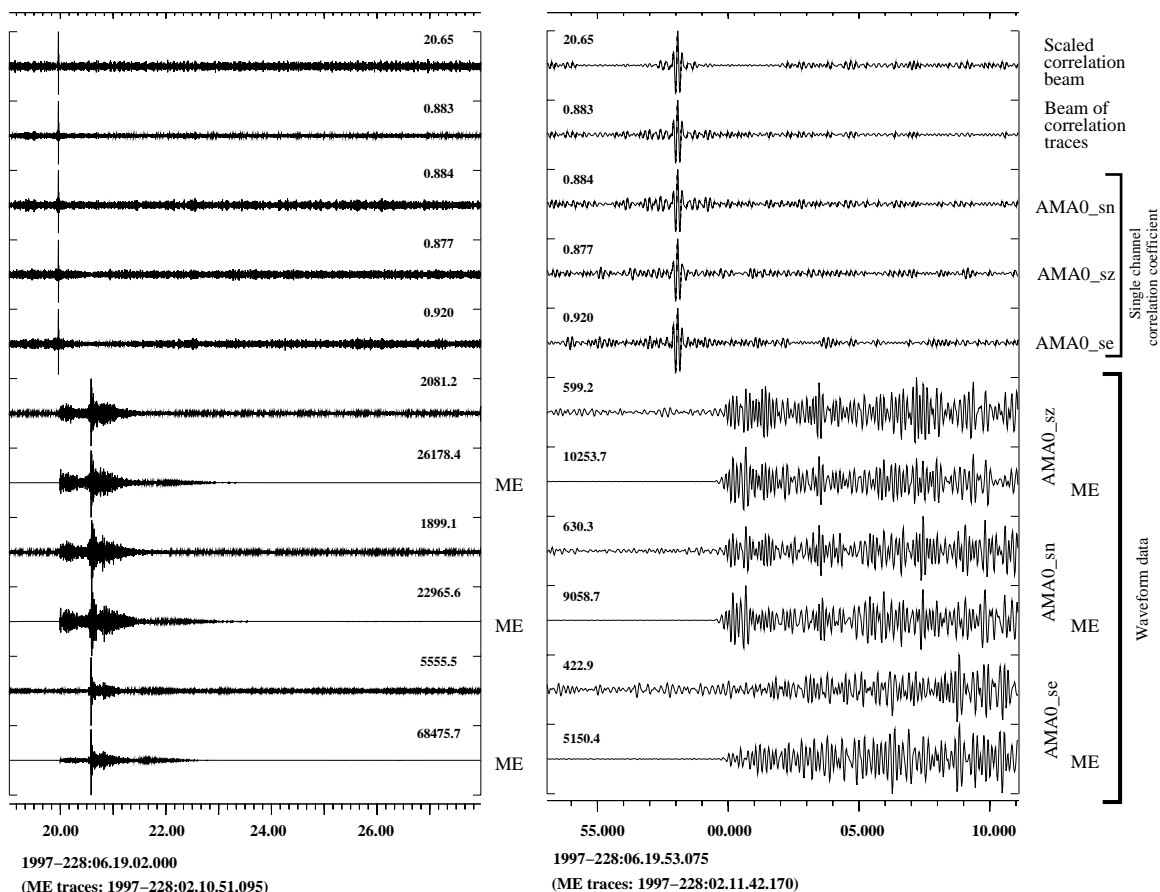 20.65
0.883
0.884
0.877
0.920
2081.2
26178.4
ME
1899.1
22965.6
ME
5555.5
68475.7
ME
20.00 22.00 24.00 26.00
1997−228:06.19.02.000
(ME traces: 1997−228:02.10.51.095)
20.65
0.883
0.884
0.877
0.920
599.2
10253.7
630.3
9058.7
422.9
5150.4
55.000 00.000 05.000 10.000
1997−228:06.19.53.075
(ME traces: 1997−228:02.11.42.170)
Scaled
correlation
beam
Beam of
correlation
traces
AMA0_sn
AMA0_sz
AMA0_se
Single channel
correlation coefficient
AMA0_sz
ME
AMA0_sn
ME
AMA0_se
ME
Waveform data